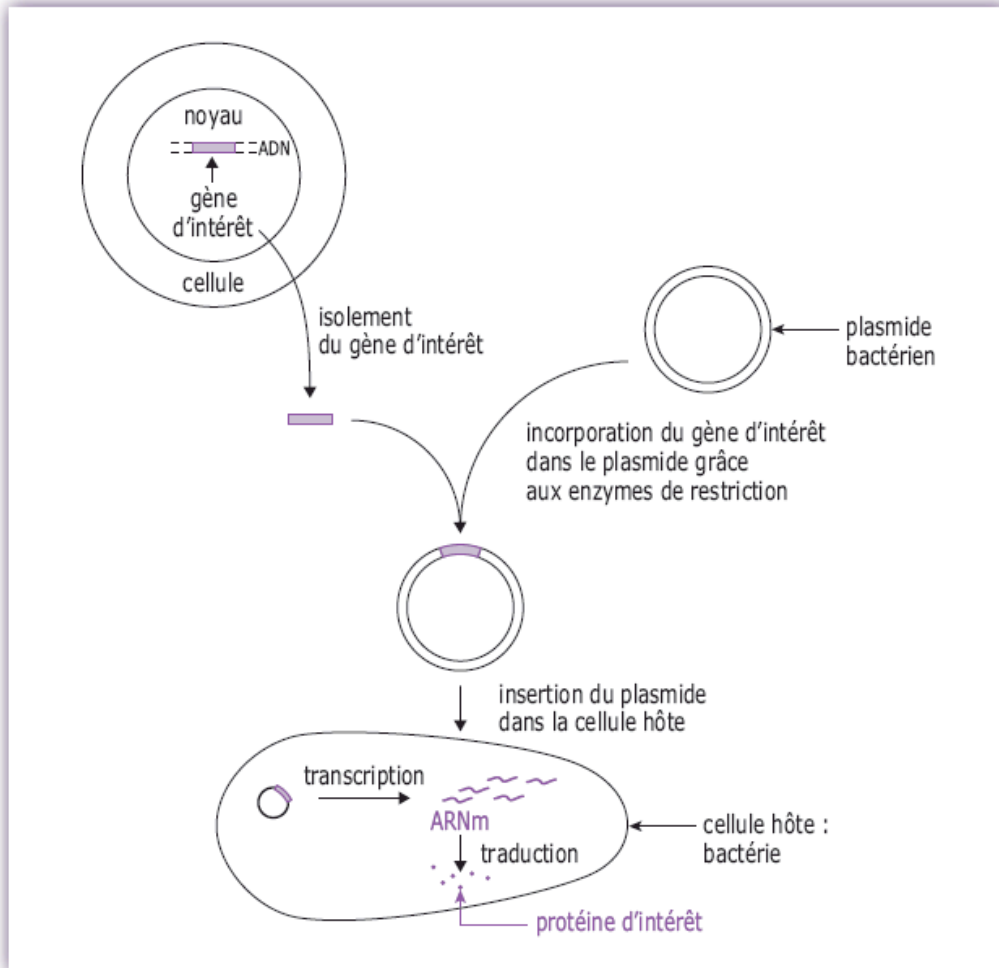 noyau
ADN
gène
d'intérêt
cellule
isolement
du gène d'intérêt
plasmide
bactérien
incorporation du gène d'intérêt
dans le plasmide grâce
aux enzymes de restriction
insertion du plasmide
dans la cellule hôte
transcription
ARNm
traduction
cellule hôte :
bactérie
protéine d'intérêt